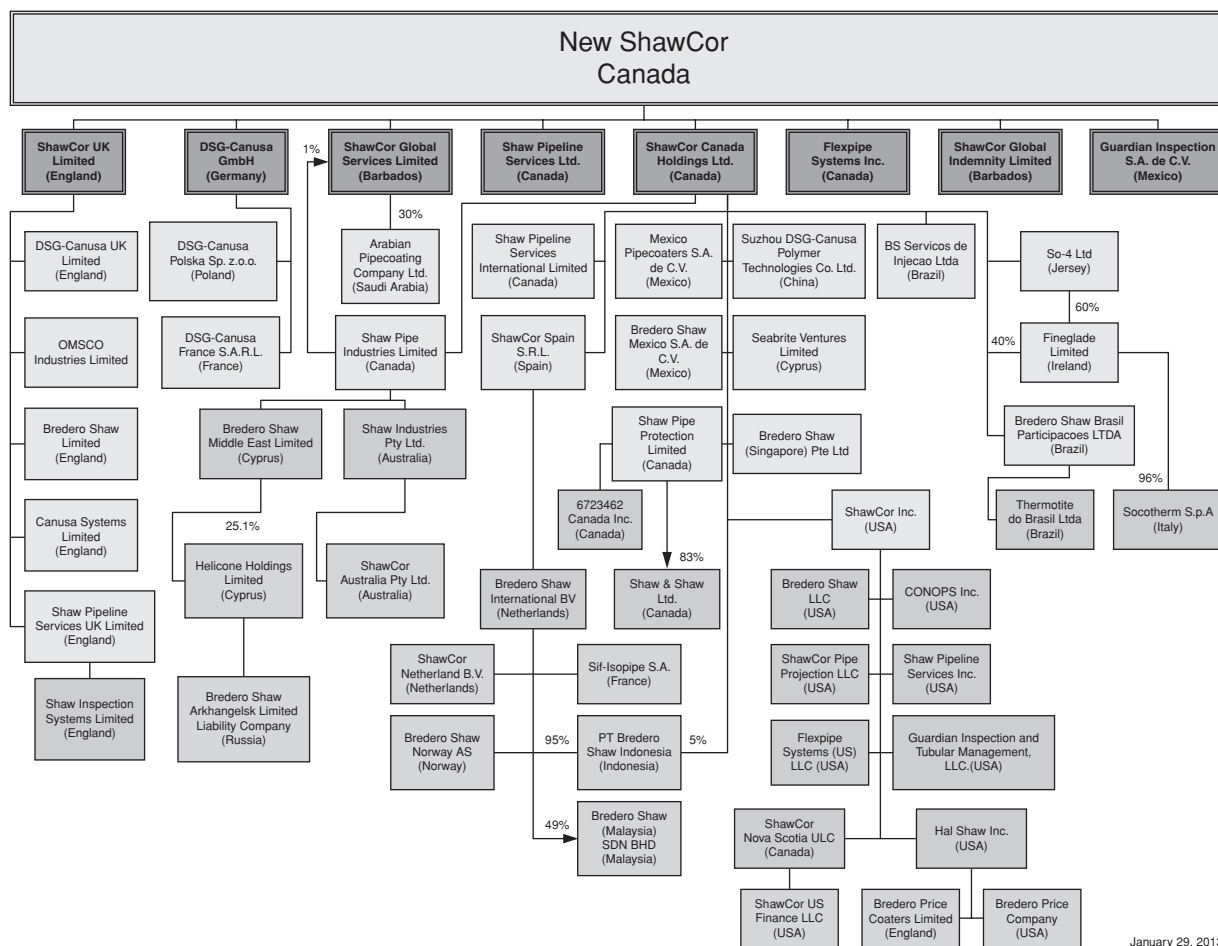 New ShawCor
Canada
ShawCor UK
Limited
(England)
DSG-Canusa
GmbH
(Germany)
1%
ShawCor Global
Services Limited
(Barbados)
Shaw Pipeline
Services Ltd.
(Canada)
ShawCor Canada
Holdings Ltd.
(Canada)
Flexpipe
Systems Inc.
(Canada)
ShawCor Global
Indemnity Limited
(Barbados)
Guardian Inspection
S.A. de C.V.
(Mexico)
30%
DSG-Canusa UK
Limited
(England)
DSG-Canusa
Polska Sp. z.o.o.
(Poland)
Arabian
Pipecoating
Company Ltd.
(Saudi Arabia)
Shaw Pipeline
Services
International Limited
(Canada)
Mexico
Pipecoaters S.A.
de C.V.
(Mexico)
Suzhou DSG-Canusa
Polymer
Technologies Co. Ltd.
(China)
BS Servicos de
Injecao Ltda
(Brazil)
So-4 Ltd
(Jersey)
60%
OMSCO
Industries Limited
DSG-Canusa
France S.A.R.L.
(France)
Shaw Pipe
Industries Limited
(Canada)
ShawCor Spain
S.R.L.
(Spain)
Bredero Shaw
Mexico S.A. de
C.V.
(Mexico)
Seabrite Ventures
Limited
(Cyprus)
40%
Fineglade
Limited
(Ireland)
Bredero Shaw
Limited
(England)
Bredero Shaw
Middle East Limited
(Cyprus)
Shaw Industries
Pty Ltd.
(Australia)
Shaw Pipe
Protection
Limited
(Canada)
Bredero Shaw
(Singapore) Pte Ltd
Bredero Shaw Brasil
Participacoes LTDA
(Brazil)
96%
Canusa Systems
Limited
(England)
25.1%
6723462
Canada Inc.
(Canada)
ShawCor Inc.
(USA)
Thermotite
do Brasil Ltda
(Brazil)
Socotherm S.p.A
(Italy)
83%
Helicone Holdings
Limited
(Cyprus)
ShawCor
Australia Pty Ltd.
(Australia)
Bredero Shaw
International BV
(Netherlands)
Shaw & Shaw
Ltd.
(Canada)
Bredero Shaw
LLC
(USA)
CONOPS Inc.
(USA)
Shaw Pipeline
Services UK Limited
(England)
ShawCor
Netherland B.V.
(Netherlands)
Sif-Isopipe S.A.
(France)
ShawCor Pipe
Projection LLC
(USA)
Shaw Pipeline
Services Inc.
(USA)
Shaw Inspection
Systems Limited
(England)
Bredero Shaw
Arkhangelsk Limited
Liability Company
(Russia)
Bredero Shaw
Norway AS
(Norway)
95%
PT Bredero
Shaw Indonesia
(Indonesia)
5%
Flexpipe
Systems (US)
LLC (USA)
Guardian Inspection and
Tubular Management,
LLC.(USA)
49%
Bredero Shaw
(Malaysia)
SDN BHD
(Malaysia)
ShawCor
Nova Scotia ULC
(Canada)
Hal Shaw Inc.
(USA)
ShawCor US
Finance LLC
(USA)
Bredero Price
Coaters Limited
(England)
Bredero Price
Company
(USA)